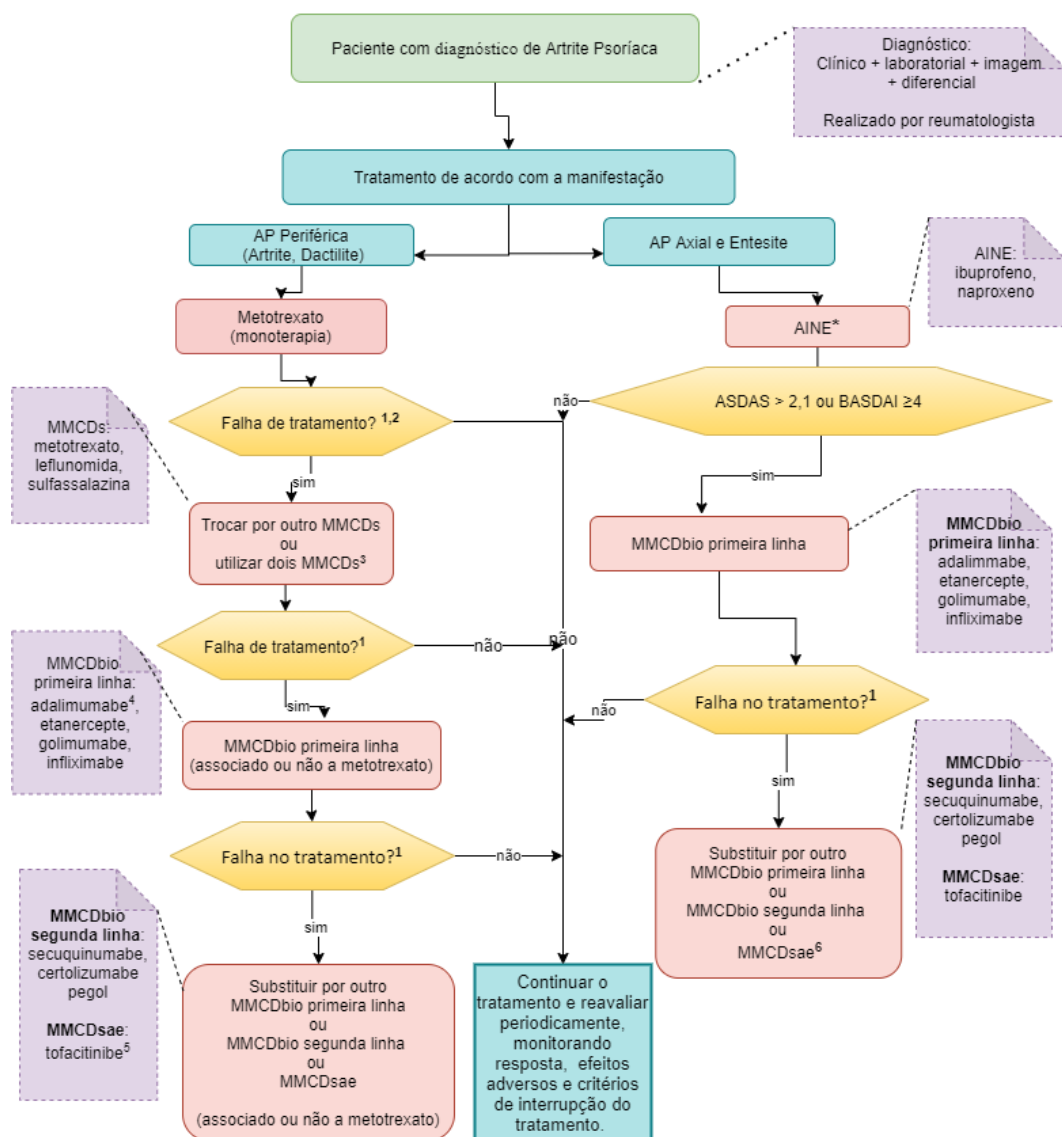 Paciente com diagnóstico de Artrite Psoríaca
Diagnóstico:
Clínico + laboratorial + imagem
+ diferencial
Realizado por reumatologista
Tratamento de acordo com a manifestação
AP Periférica
(Artrite, Dactilite)
AP Axial e Entesite
AINE:
ibuprofeno,
naproxeno
Metotrexato
(monoterapia)
AINE*
MMCDs:
metotrexato,
leflunomida,
sulfassalazina
Falha de tratamento? 1,2
não
não
ASDAS > 2,1 ou BASDAI ≥4
sim
sim
Trocar por outro MMCDs
ou
utilizar dois MMCDs3
MMCDbio primeira linha
MMCDbio
primeira linha:
adalimmabe,
etanercepte,
golimumabe,
infliximabe
Falha de tratamento?1
não
não
MMCDbio
primeira linha:
adalimumabe4,
etanercepte,
golimumabe,
infliximabe
sim
MMCDbio primeira linha
(associado ou não a metotrexato)
não
Falha no tratamento?1
sim
MMCDbio
segunda linha:
secuquinumabe,
certolizumabe
pegol
MMCDsae:
tofacitinibe
Falha no tratamento?1
não
Substituir por outro
MMCDbio primeira linha
ou
MMCDbio segunda linha
ou
MMCDsae6
sim
MMCDbio
segunda linha:
secuquinumabe,
certolizumabe
pegol
MMCDsae:
tofacitinibe5
Substituir por outro
MMCDbio primeira linha
ou
MMCDbio segunda linha
ou
MMCDsae
(associado ou não a metotrexato)
Continuar o
tratamento e reavaliar
periodicamente,
monitorando
resposta, efeitos
adversos e critérios
de interrupção do
tratamento.